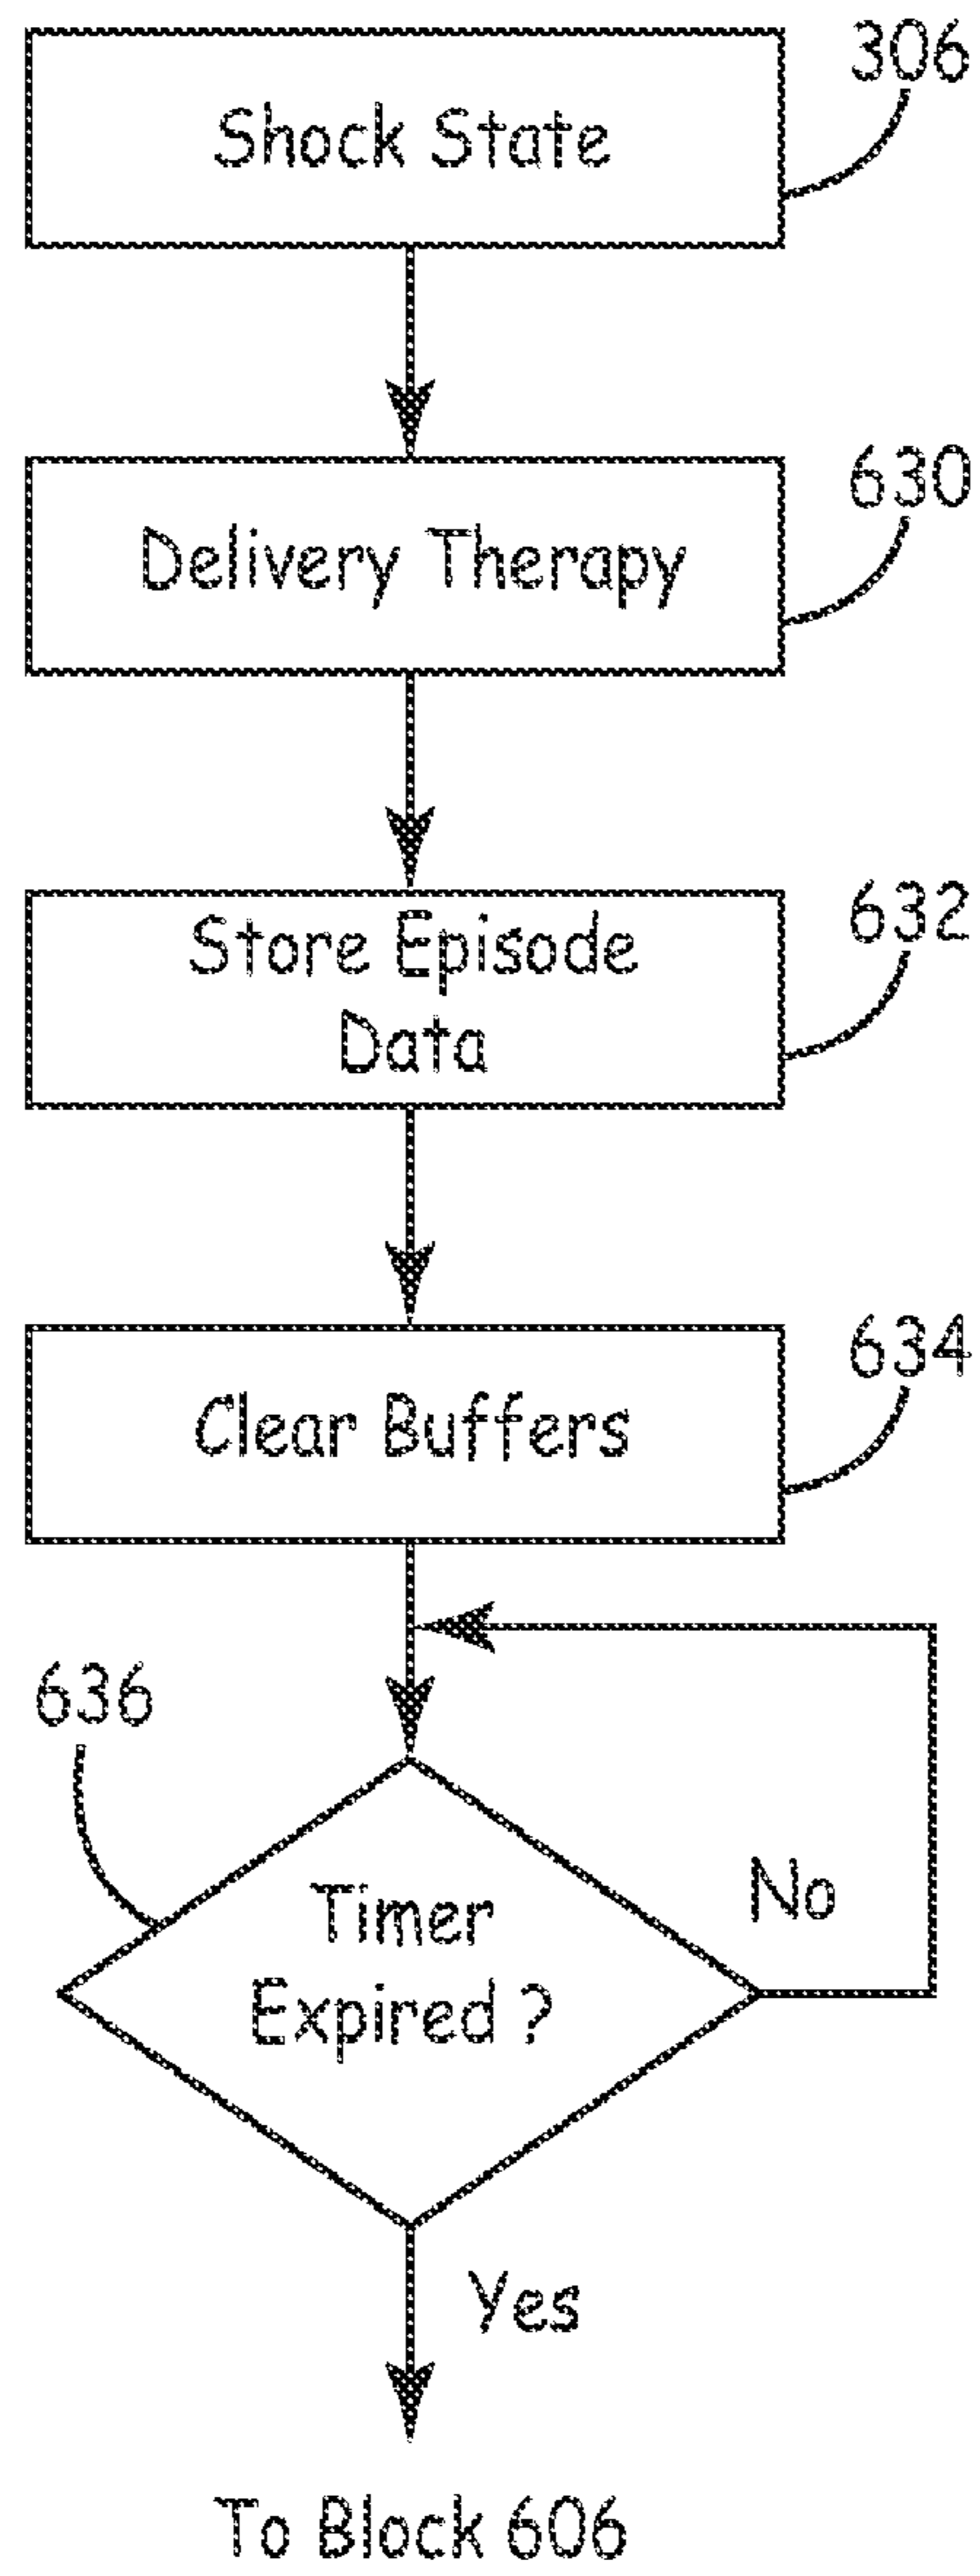 306
Shock State
630
Delivery Therapy
632
Store Episode
Data
634
Clear Buffers
636
Timer
Expired ?
No
Yes
To Block 606